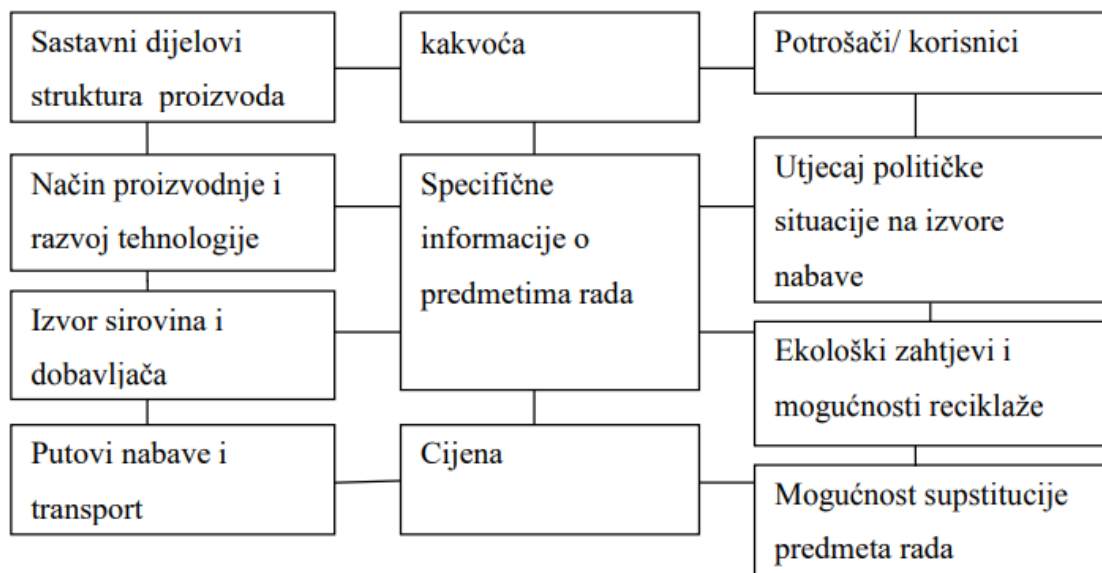 Sastavni dijelovi
struktura proizvoda
kakvoća
Potrošači/ korisnici
Način proizvodnje i
razvoj tehnologije
Specifične
informacije o
predmetima rada
Utjecaj političke
situacije na izvore
nabave
Izvor sirovina i
dobavljača
Ekološki zahtjevi i
mogućnosti reciklaže
Putovi nabave i
transport
Cijena
Mogućnost supstitucije
predmeta rada